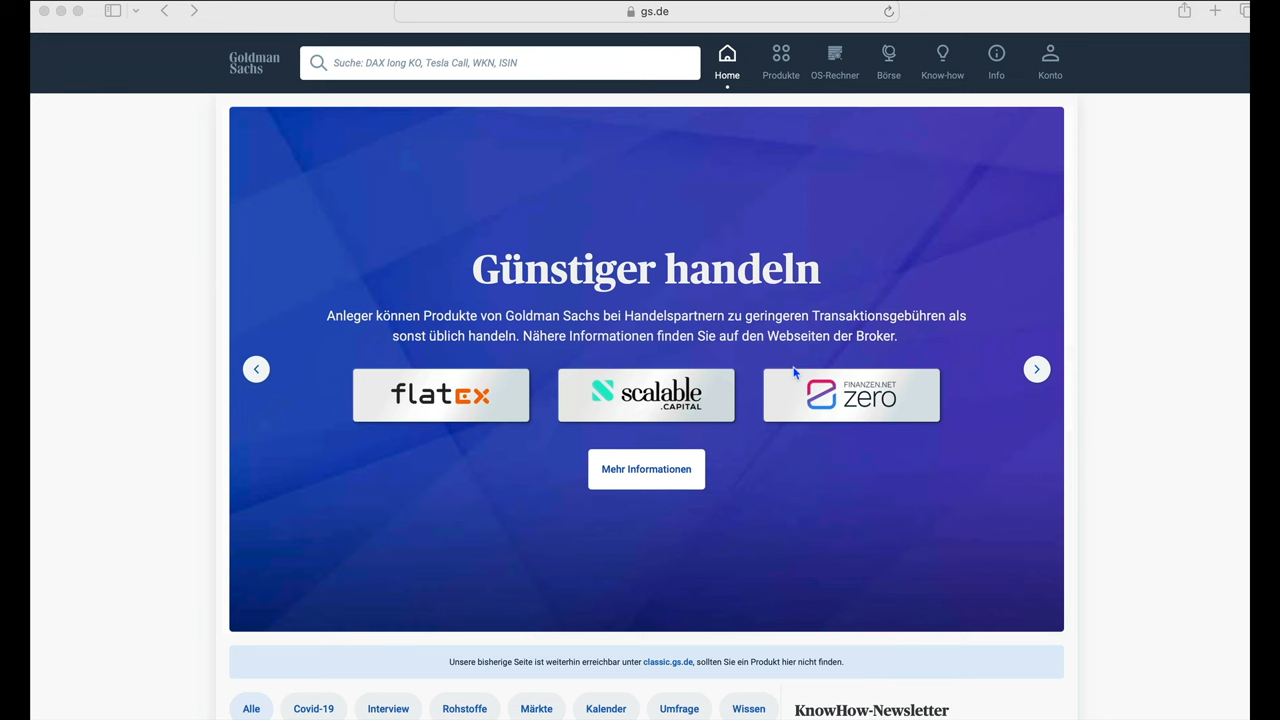 gs.de
Goldman
Sachs
Suche: DAX long KO, Tesla Call, WKN, ISIN
Home
Produkte
OS-Rechner
Börse
Know-how
Info
Konto
Günstiger handeln
Anleger können Produkte von Goldman Sachs bei Handelspartnern zu geringeren Transaktionsgebühren als
sonst üblich handeln. Nähere Informationen finden Sie auf den Webseiten der Broker.
flatex
scalable
.CAPITAL
FINANZEN.NET
zero
Mehr Informationen
Unsere bisherige Seite ist weiterhin erreichbar unter classic.gs.de, sollten Sie ein Produkt hier nicht finden.
Alle
Covid-19
Interview
Rohstoffe
Märkte
Kalender
Umfrage
Wissen
KnowHow-Newsletter